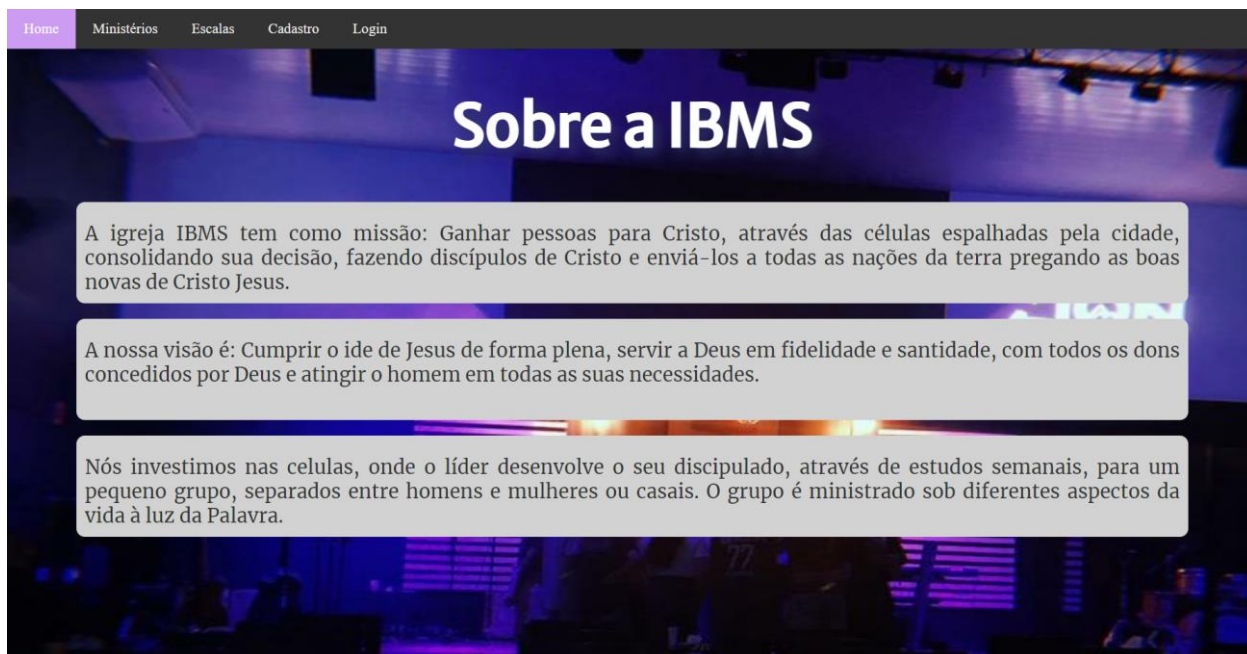 Home Ministérios Escalas Cadastro Login
Sobre a IBMS
A igreja IBMS tem como missão: Ganhar pessoas para Cristo, através das células espalhadas pela cidade,
consolidando sua decisão, fazendo discípulos de Cristo e enviá-los a todas as nações da terra pregando as boas
novas de Cristo Jesus.
A nossa visão é: Cumprir o ide de Jesus de forma plena, servir a Deus em fidelidade e santidade, com todos os dons
concedidos por Deus e atingir o homem em todas as suas necessidades.
Nós investimos nas celulas, onde o líder desenvolve o seu discipulado, através de estudos semanais, para um
pequeno grupo, separados entre homens e mulheres ou casais. O grupo é ministrado sob diferentes aspectos da
vida à luz da Palavra.
77